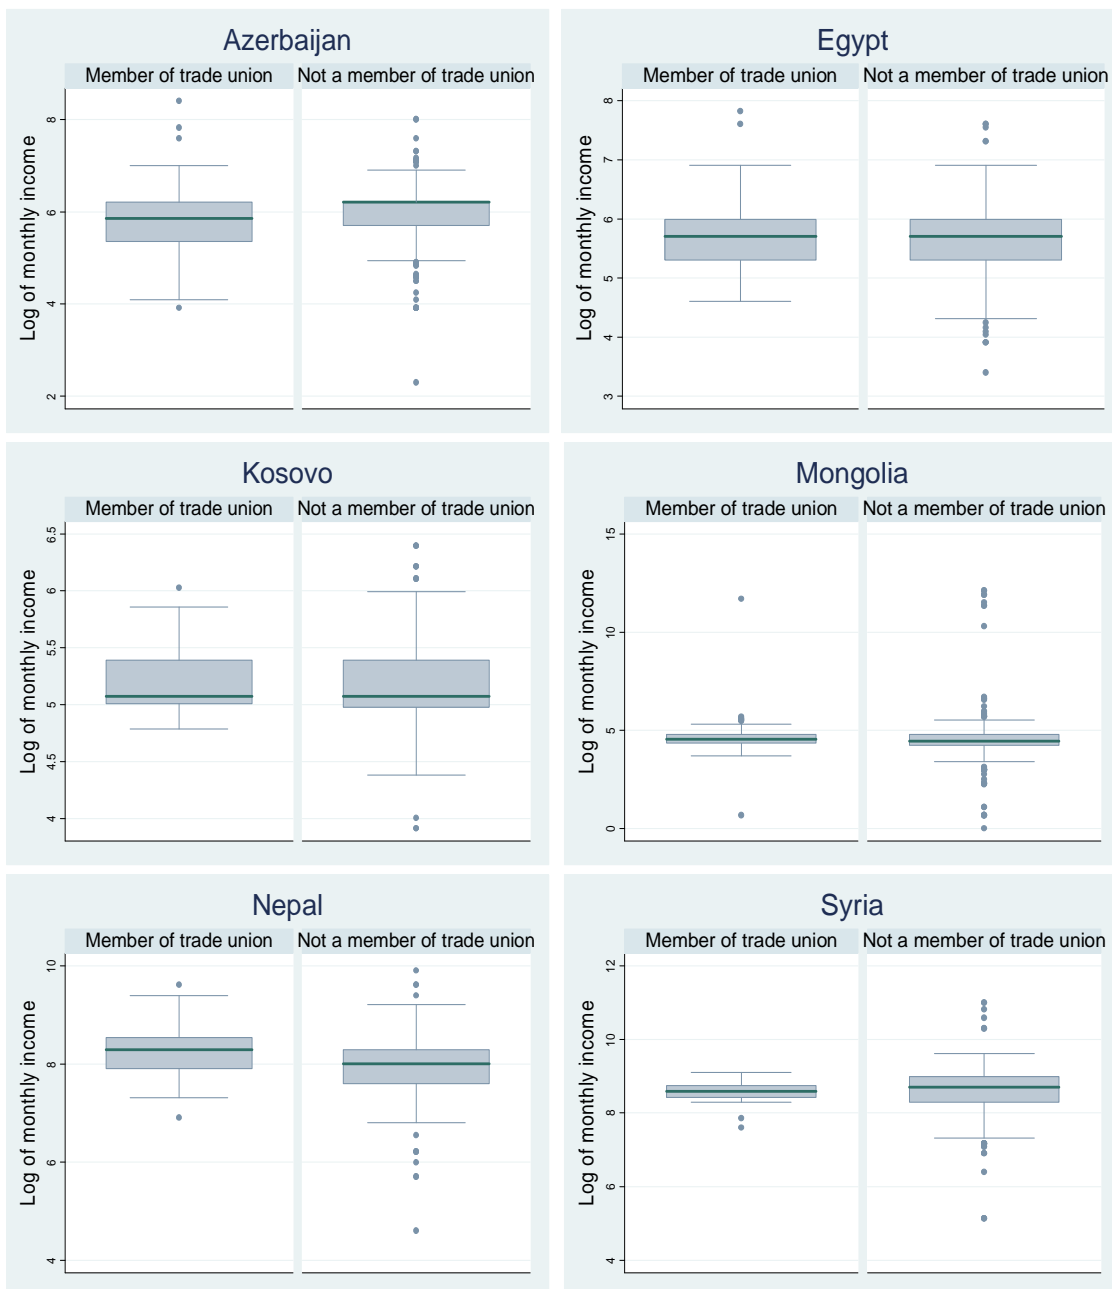 Azerbaijan
Member of trade union
Not a member of trade union
Log of monthly income
8
6
4
2
Egypt
Member of trade union
Not a member of trade union
Log of monthly income
8
7
6
5
4
3
Kosovo
Member of trade union
Not a member of trade union
Log of monthly income
6.5
6
5.5
5
4.5
4
Mongolia
Member of trade union
Not a member of trade union
Log of monthly income
15
10
5
0
Nepal
Member of trade union
Not a member of trade union
Log of monthly income
10
8
6
4
Syria
Member of trade union
Not a member of trade union
Log of monthly income
12
10
8
6
4